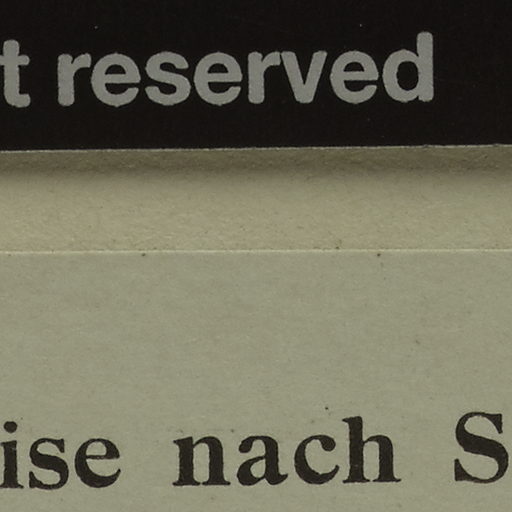 t reserved
ise nach S